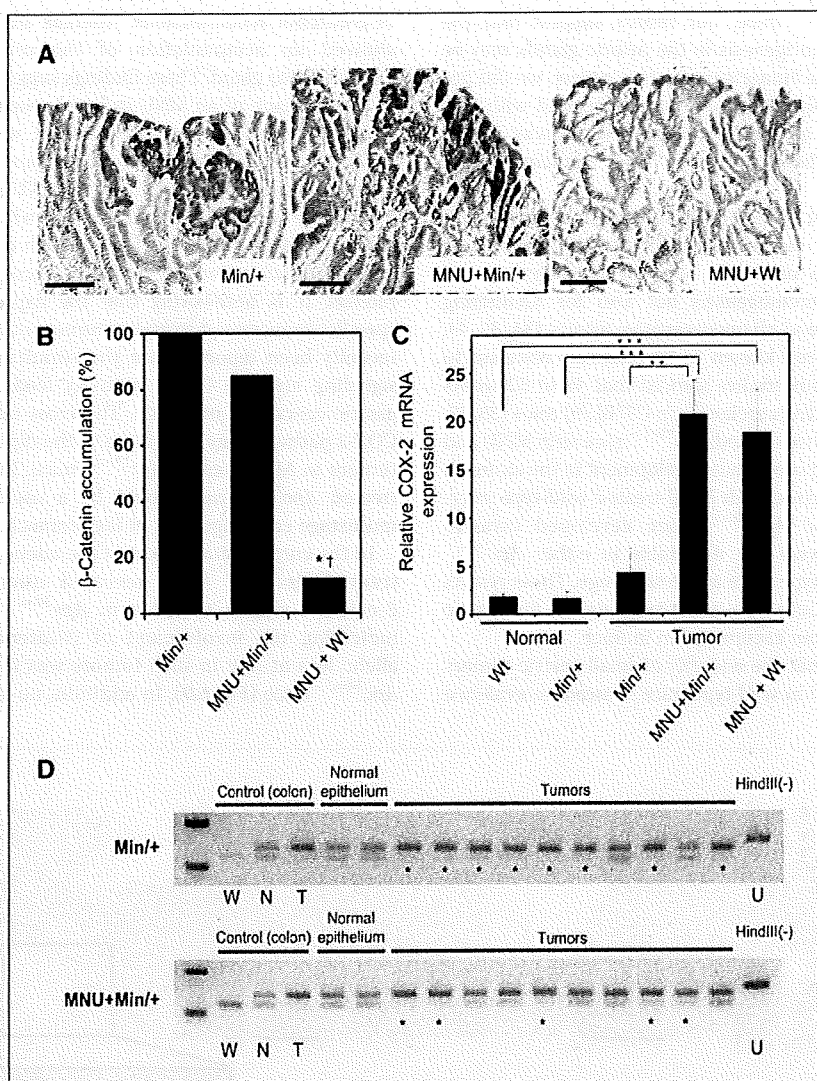 A
Min/+
MNU+Min/+
MNU+Wt
B
β-Catenin accumulation (%)
100
80
60
40
20
0
* †
Min/+
MNU+Min/+
MNU + Wt
C
Relative COX-2 mRNA
expression
25
20
15
10
5
0
***
***
**
Normal
Tumor
Wt
Min/+
Min/+
MNU+Min/+
MNU + Wt
D
Control (colon)
Normal
epithelium
Tumors
HindIII(-)
Min/+
* * * * * * * *
W N T U
Control (colon)
Normal
epithelium
Tumors
HindIII(-)
MNU+Min/+
* * * * *
W N T U